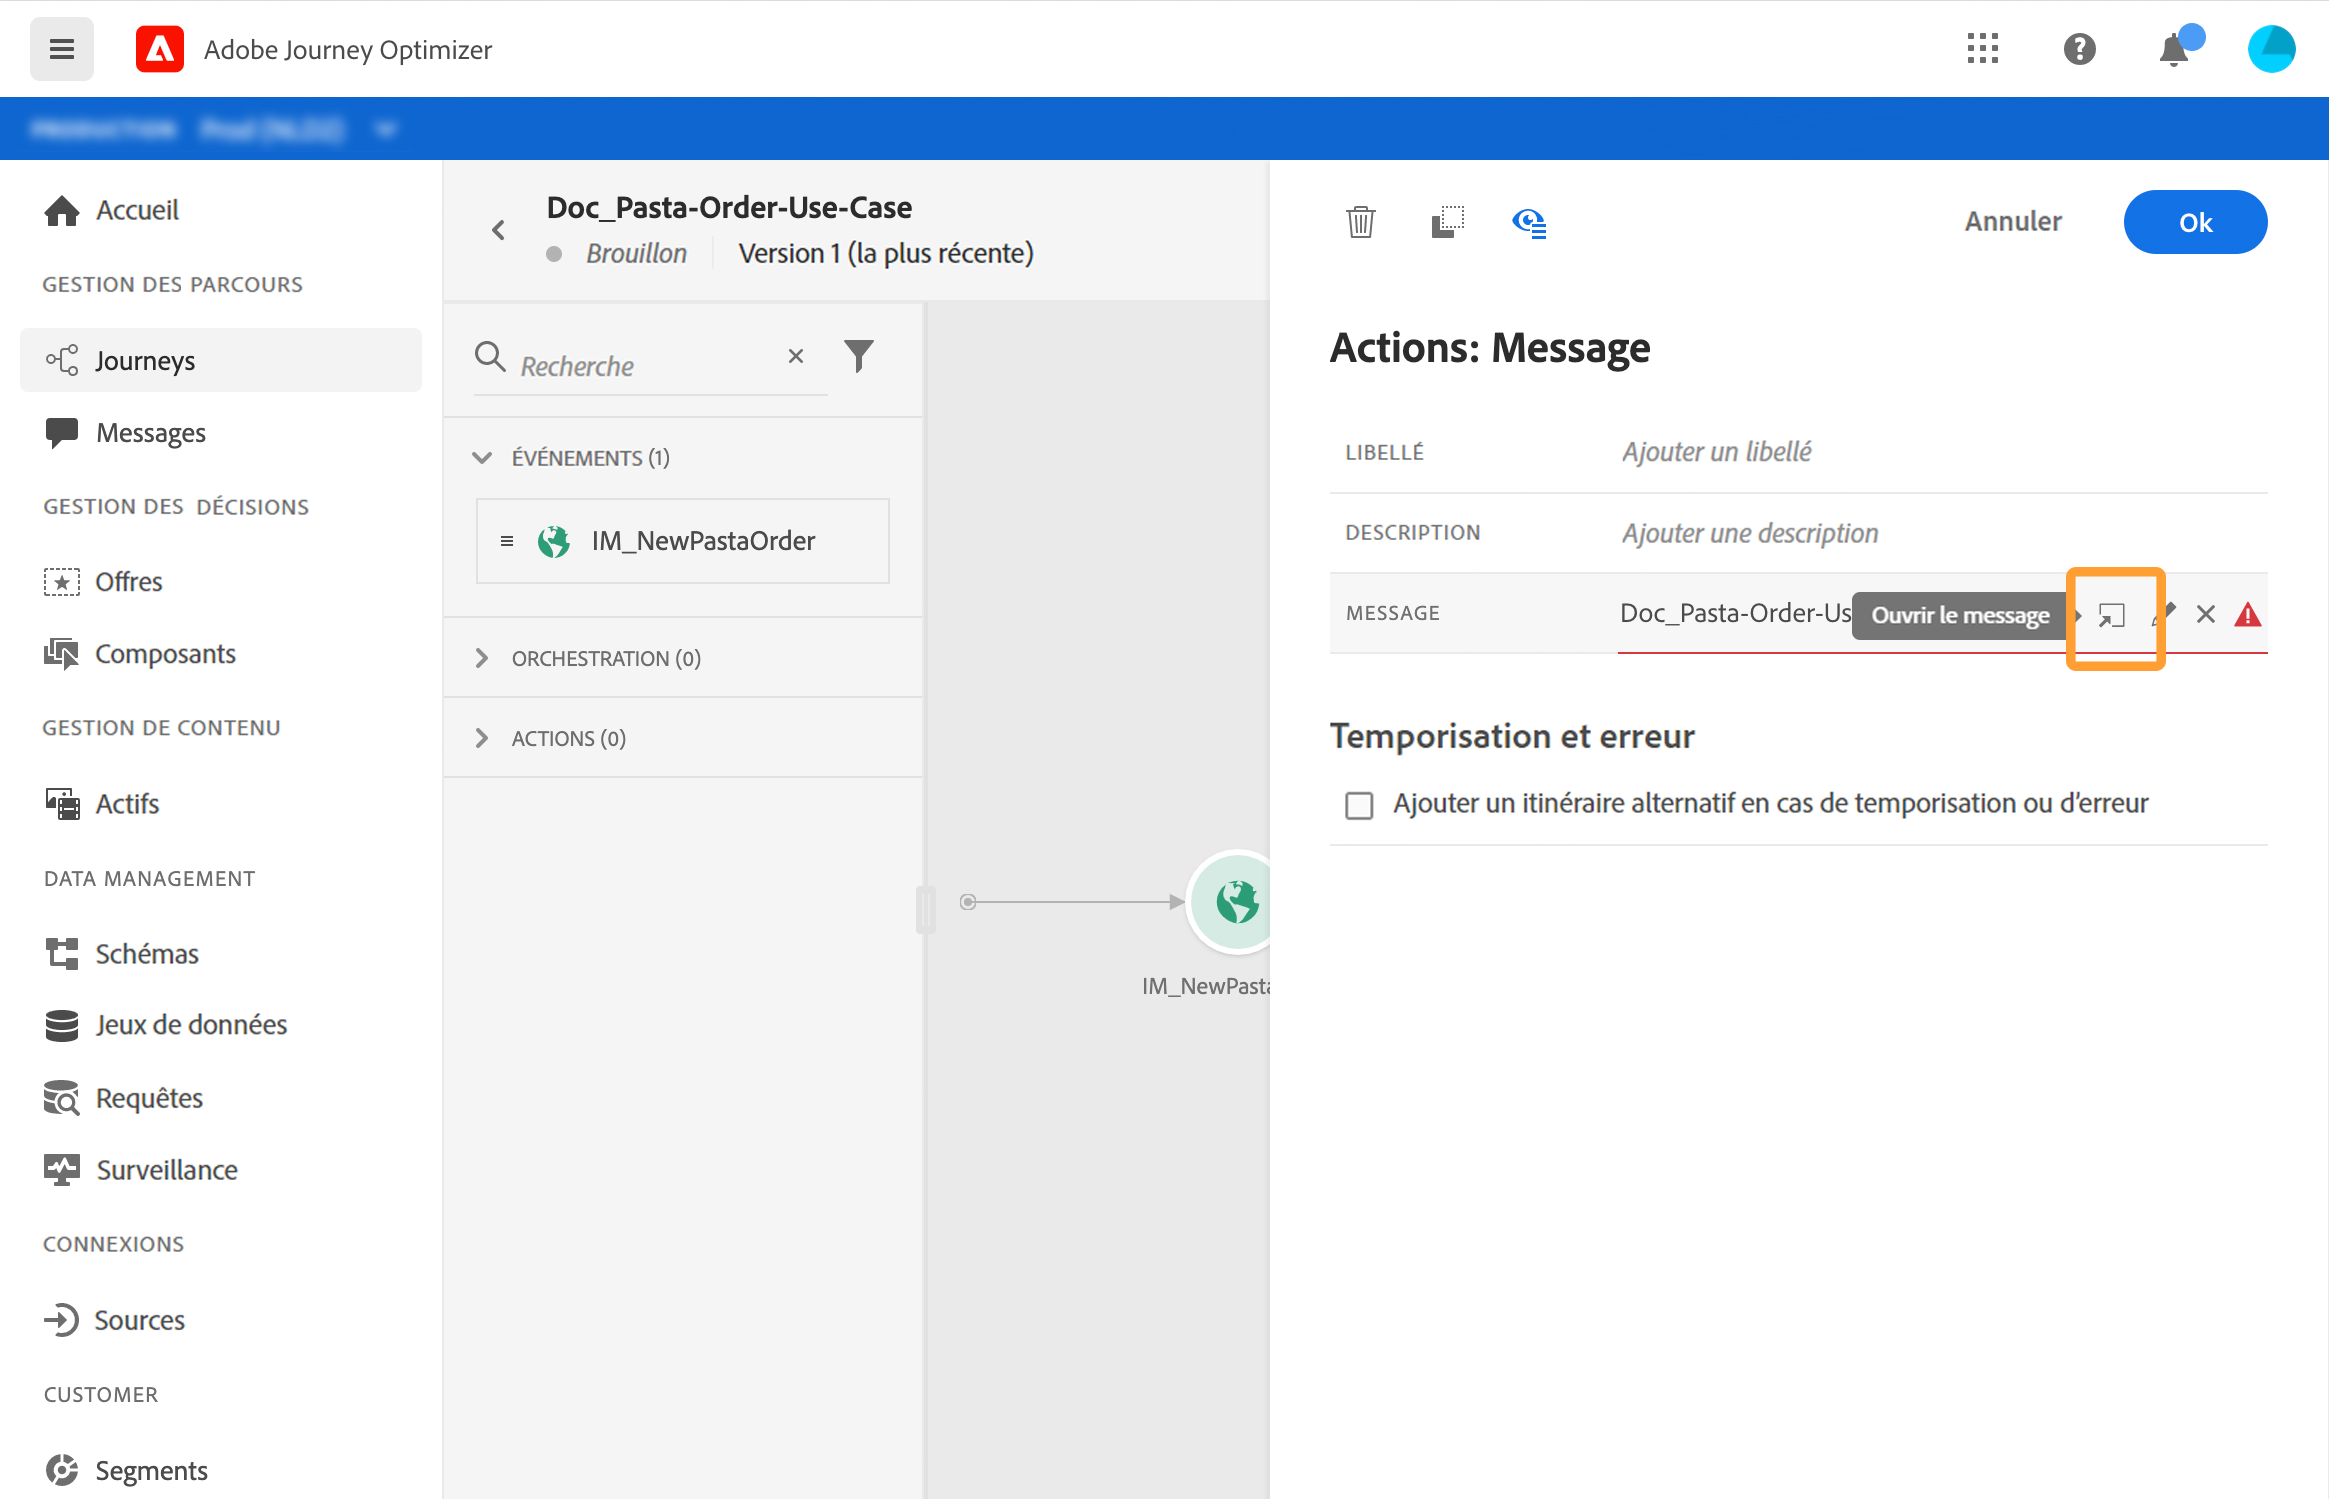 Adobe Journey Optimizer
PRODUCTION Prod (NLD2)
Accueil
GESTION DES PARCOURS
Journeys
Messages
GESTION DES DÉCISIONS
Offres
Composants
GESTION DE CONTENU
Actifs
DATA MANAGEMENT
Schémas
Jeux de données
Requêtes
Surveillance
CONNEXIONS
Sources
CUSTOMER
Segments
Doc_Pasta-Order-Use-Case
Brouillon
Version 1 (la plus récente)
Recherche
ÉVÉNEMENTS (1)
IM_NewPastaOrder
ORCHESTRATION (0)
ACTIONS (0)
IM_NewPasta
Annuler
Ok
Actions: Message
LIBELLÉ
Ajouter un libellé
DESCRIPTION
Ajouter une description
MESSAGE
Doc_Pasta-Order-Us
Ouvrir le message
Temporisation et erreur
Ajouter un itinéraire alternatif en cas de temporisation ou d'erreur